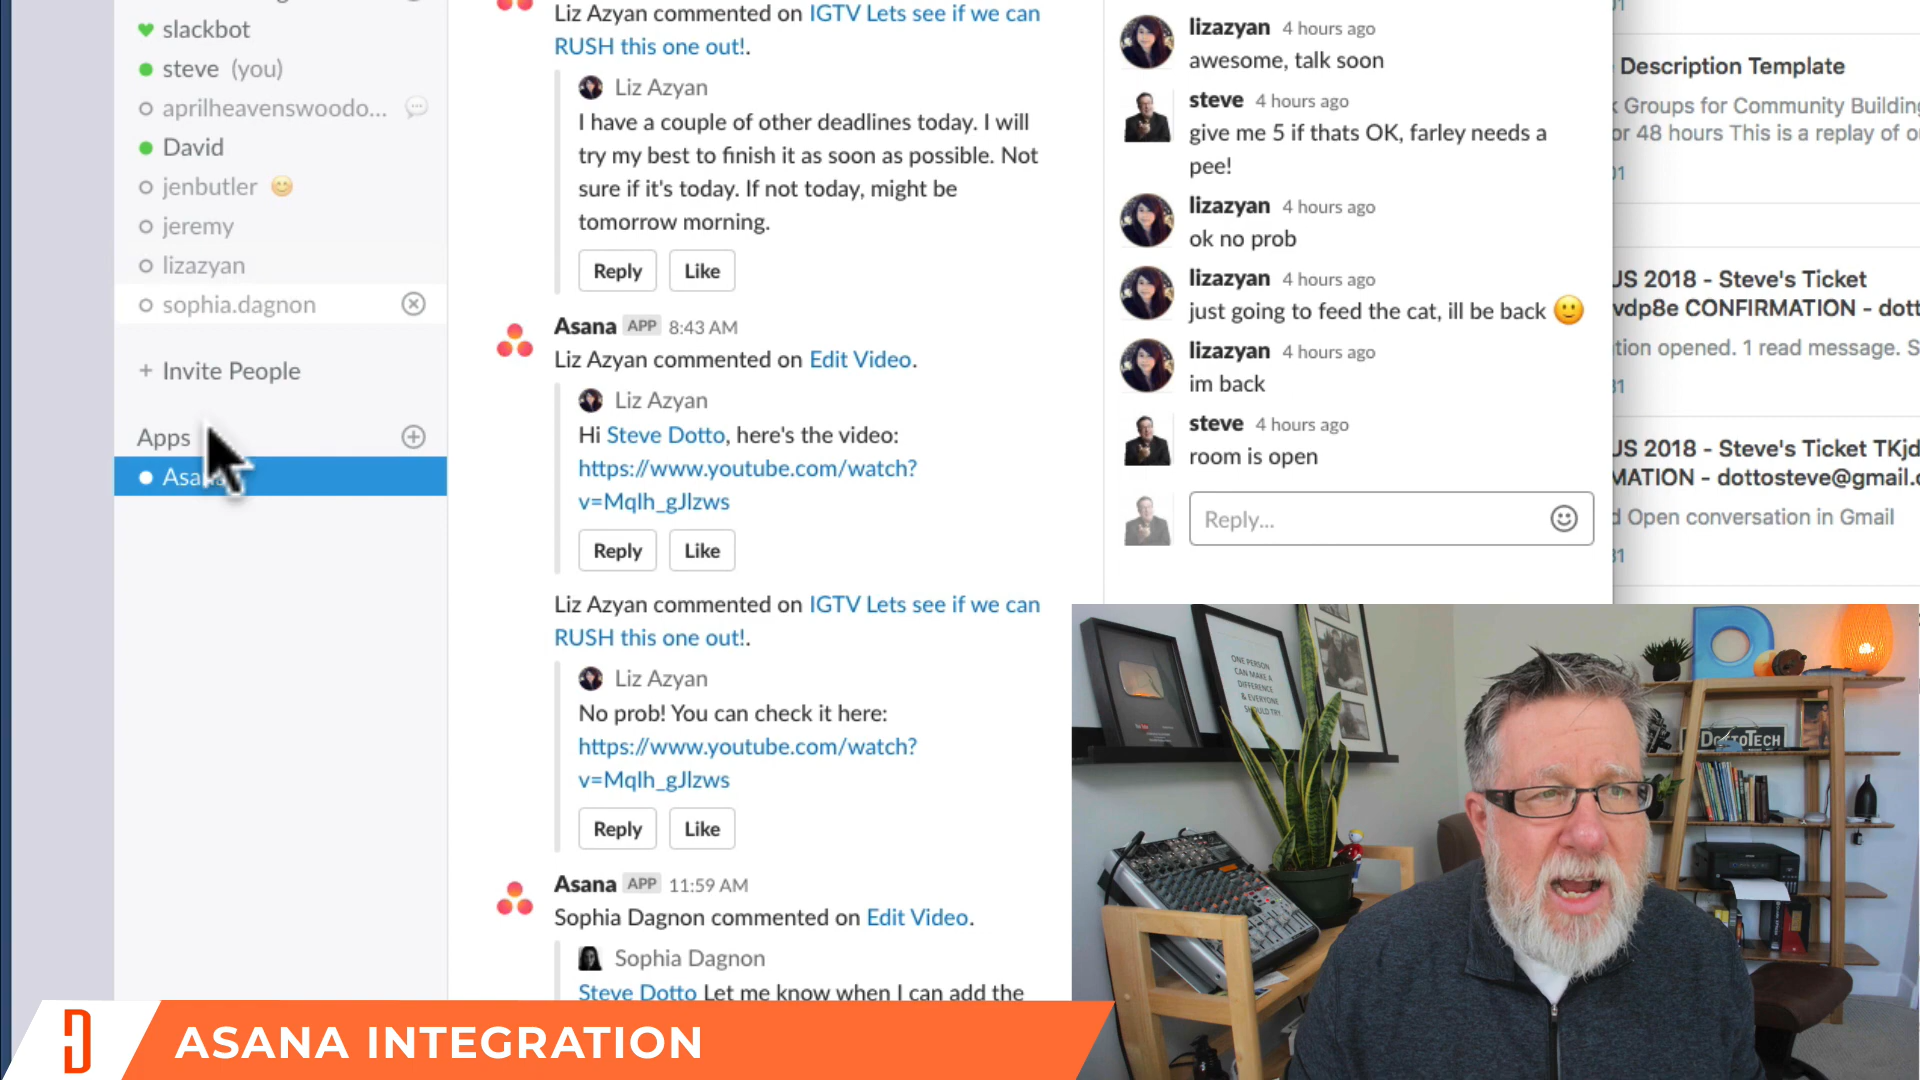 slackbot
steve (you)
aprilheavenswoodo...
David
jenbutler
jeremy
lizazyan
sophia.dagnon
+ Invite People
Apps
Asana
Liz Azyan commented on IGTV Lets see if we can
RUSH this one out!.
Liz Azyan
I have a couple of other deadlines today. I will
try my best to finish it as soon as possible. Not
sure if it's today. If not today, might be
tomorrow morning.
Reply Like
Asana APP 8:43 AM
Liz Azyan commented on Edit Video.
Liz Azyan
Hi Steve Dotto, here's the video:
https://www.youtube.com/watch?
v=Mqlh_gJlzws
Reply Like
Liz Azyan commented on IGTV Lets see if we can
RUSH this one out!.
Liz Azyan
No prob! You can check it here:
https://www.youtube.com/watch?
v=Mqlh_gJlzws
Reply Like
Asana APP 11:59 AM
Sophia Dagnon commented on Edit Video.
Sophia Dagnon
Steve Dotto Let me know when I can add the
lizazyan 4 hours ago
awesome, talk soon
steve 4 hours ago
give me 5 if thats OK, farley needs a
pee!
lizazyan 4 hours ago
ok no prob
lizazyan 4 hours ago
just going to feed the cat, ill be back
lizazyan 4 hours ago
im back
steve 4 hours ago
room is open
Reply...
Description Template
Groups for Community Building
or 48 hours This is a replay of o
US 2018 - Steve's Ticket
vdp8e CONFIRMATION - dott
tion opened. 1 read message. S
US 2018 - Steve's Ticket TKjd
MATION - dottosteve@gmail.c
d Open conversation in Gmail
ONE PERSON
CAN MAKE A
DIFFERENCE
& EVERYONE
SHOULD TRY.
DOTTOTECH
ASANA INTEGRATION